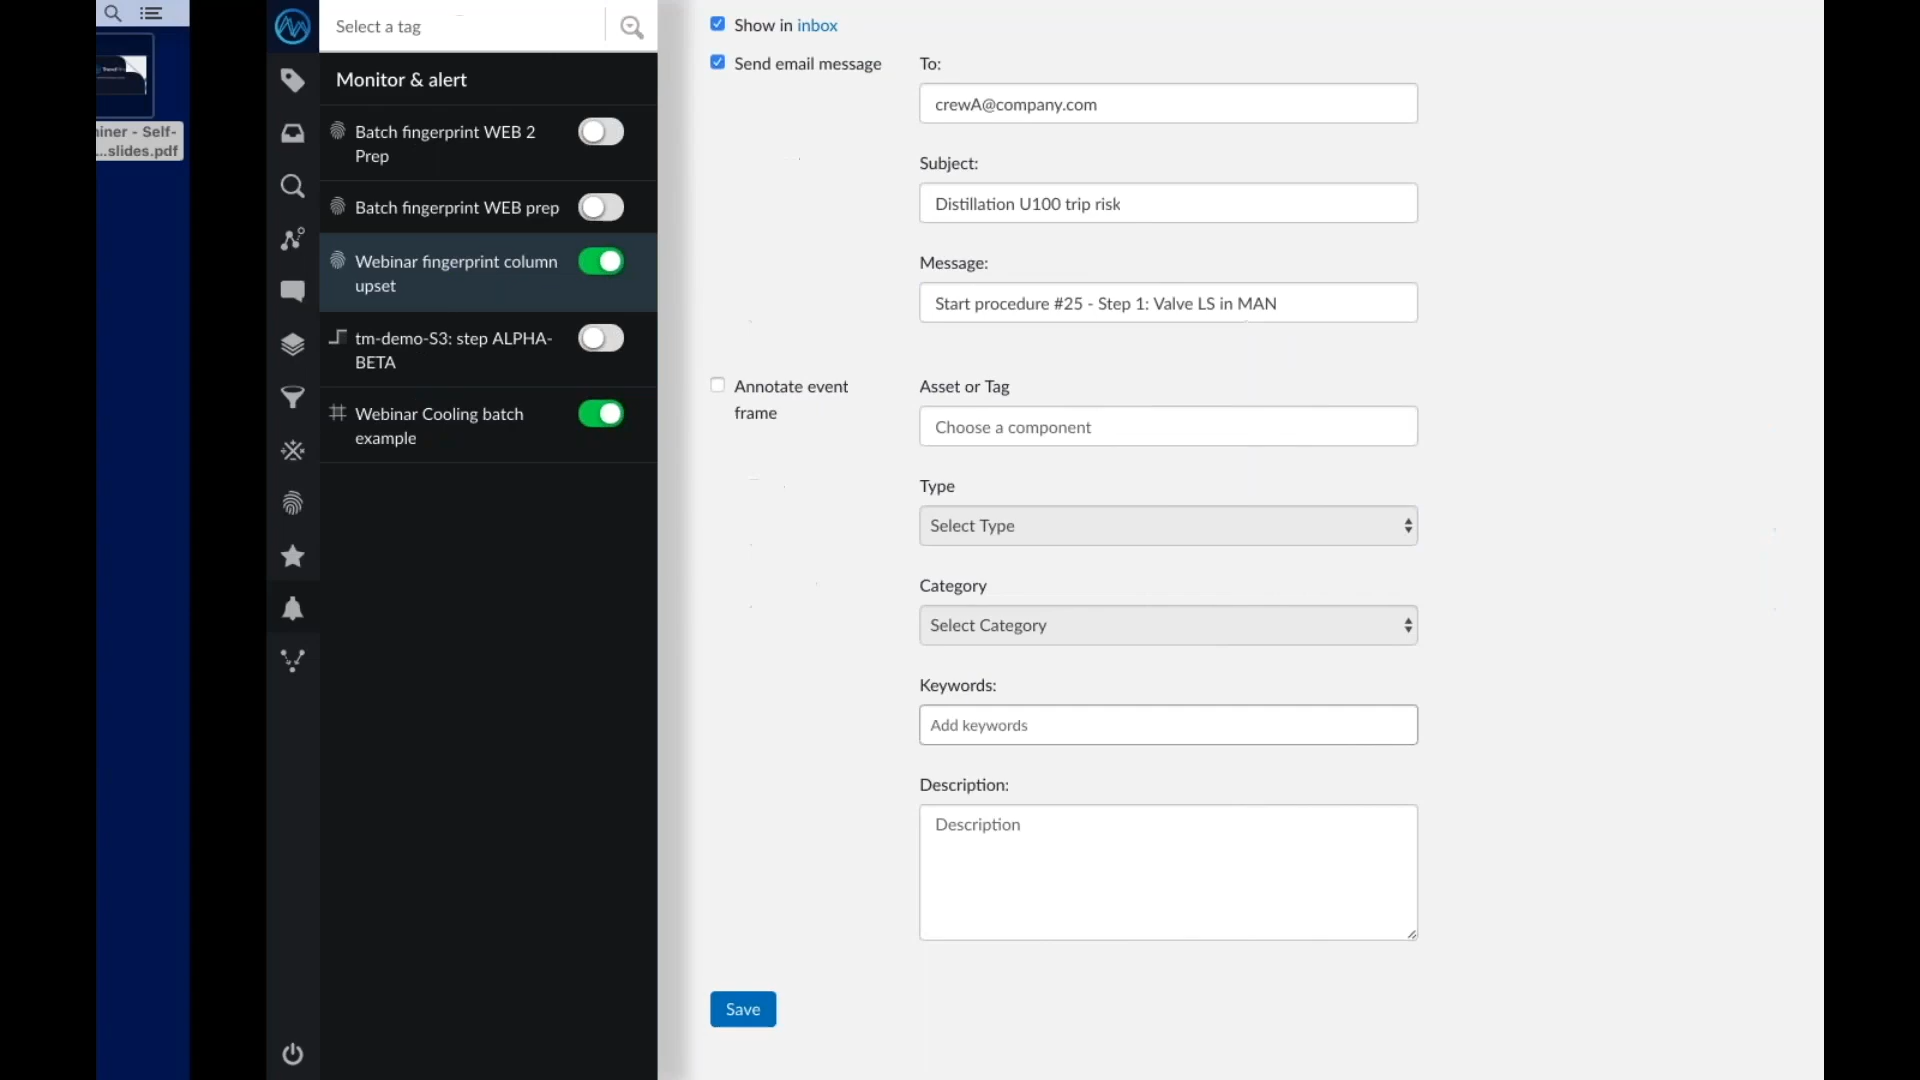 iner - Self-
...slides.pdf
Select a tag
Monitor & alert
Batch fingerprint WEB 2
Prep
Batch fingerprint WEB prep
Webinar fingerprint column
upset
tm-demo-S3: step ALPHA-
BETA
Webinar Cooling batch
example
Show in inbox
Send email message
To:
crewA@company.com
Subject:
Distillation U100 trip risk
Message:
Start procedure #25 - Step 1: Valve LS in MAN
Annotate event
frame
Asset or Tag
Choose a component
Type
Select Type
Category
Select Category
Keywords:
Add keywords
Description:
Description
Save